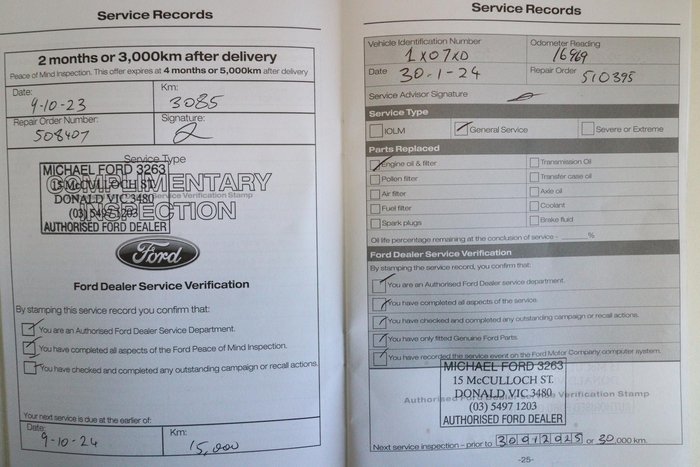 Service Records
2 months or 3,000km after delivery
Peace of Mind Inspection. This offer expires at 4 months or 5,000km after delivery
Date: 9-10-23
Km: 3085
Repair Order Number: 508407
Signature:
Service Type
COMPLIMENTARY
INSPECTION
Service Verification Stamp
MICHAEL FORD 3263
15 McCULLOCH ST.
DONALD VIC 3480
(03) 5497 1203
AUTHORISED FORD DEALER
Ford
Ford Dealer Service Verification
By stamping this service record you confirm that:
You are an Authorised Ford Dealer Service Department.
You have completed all aspects of the Ford Peace of Mind Inspection.
You have checked and completed any outstanding campaign or recall actions.
Your next service is due at the earlier of:
Date: 9-10-24
Km: 15,000
Service Records
Vehicle Identification Number 1X07XD
Odometer Reading 16969
Date 30-1-24
Repair Order 510395
Service Advisor Signature
Service Type
IOLM
General Service
Severe or Extreme
Parts Replaced
Engine oil & filter
Transmission Oil
Pollen filter
Transfer case oil
Air filter
Axle oil
Fuel filter
Coolant
Spark plugs
Brake fluid
Oil life percentage remaining at the conclusion of service - %
Ford Dealer Service Verification
By stamping the service record, you confirm that:
You are an Authorised Ford Dealer service department.
You have completed all aspects of the service.
You have checked and completed any outstanding campaign or recall actions.
You have only fitted Genuine Ford Parts.
You have recorded the service event on the Ford Motor Company computer system.
MICHAEL FORD 3263
15 McCULLOCH ST.
DONALD VIC 3480
(03) 5497 1203
AUTHORISED FORD DEALER
Authorised Ford Dealer Service Verification Stamp
Next service inspection - prior to 30 01 2025 or 30,000 km.
-25-